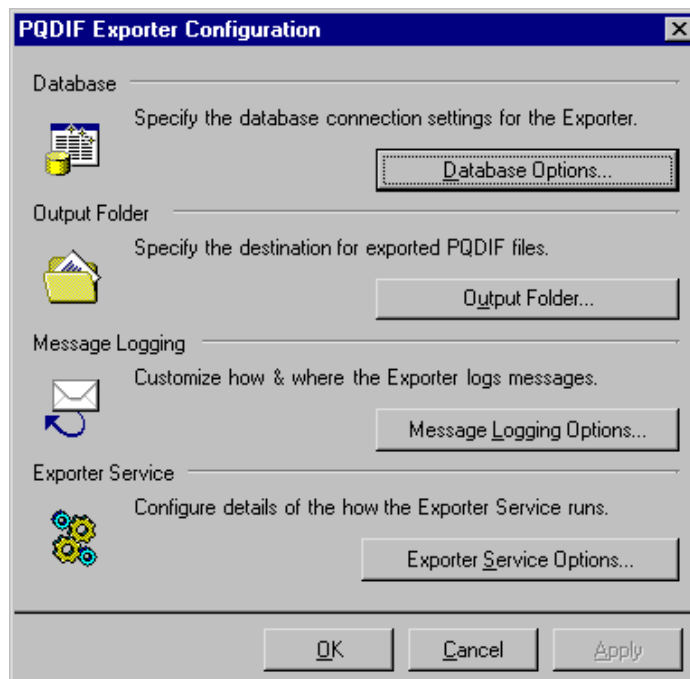 PQDIF Exporter Configuration
Database
Specify the database connection settings for the Exporter.
Database Options...
Output Folder
Specify the destination for exported PQDIF files.
Output Folder...
Message Logging
Customize how & where the Exporter logs messages.
Message Logging Options...
Exporter Service
Configure details of the how the Exporter Service runs.
Exporter Service Options...
OK Cancel Apply